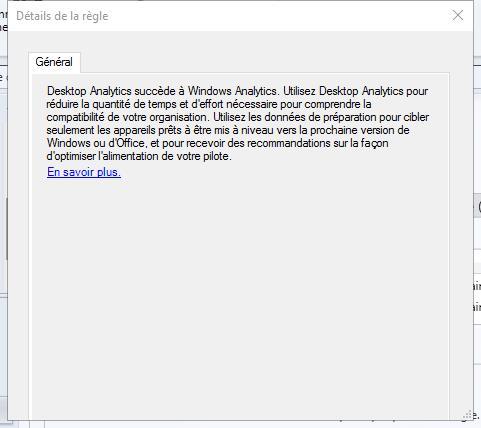 Détails de la règle
Général
Desktop Analytics succède à Windows Analytics. Utilisez Desktop Analytics pour
réduire la quantité de temps et d'effort nécessaire pour comprendre la
compatibilité de votre organisation. Utilisez les données de préparation pour cibler
seulement les appareils prêts à être mis à niveau vers la prochaine version de
Windows ou d'Office, et pour recevoir des recommandations sur la façon
d'optimiser l'alimentation de votre pilote.
En savoir plus.